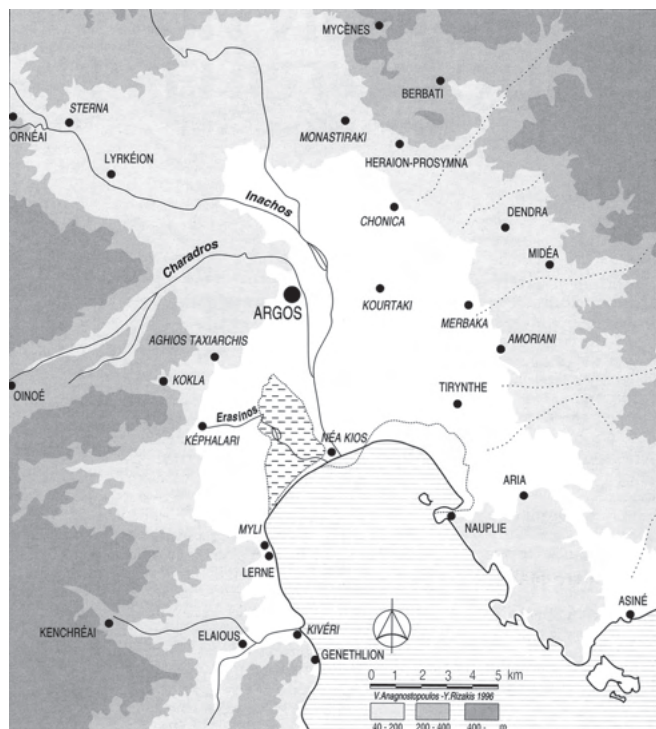 MYCÈNES
BERBATI
STERNA
ORNÉAI
MONASTIRAKI
HERAION-PROSYMNA
LYRKÉION
Inachos
CHONICA
DENDRA
MIDÉA
Charadros
ARGOS
KOURTAKI
MERBAKA
AMORIANI
AGHIOS TAXIARCHIS
KOKLA
OINOÉ
TIRYNTHE
Erasinos
KÉPHALARI
NÉA KIOS
ARIA
NAUPLIE
MYLI
LERNE
ASINÉ
KENCHRÉAI
ELAIOUS
KIVÉRI
GENETHLION
0 1 2 3 4 5 km
V.Anagnostopoulos -Y.Rizakis 1996
40 - 200 200 - 400 400 - m